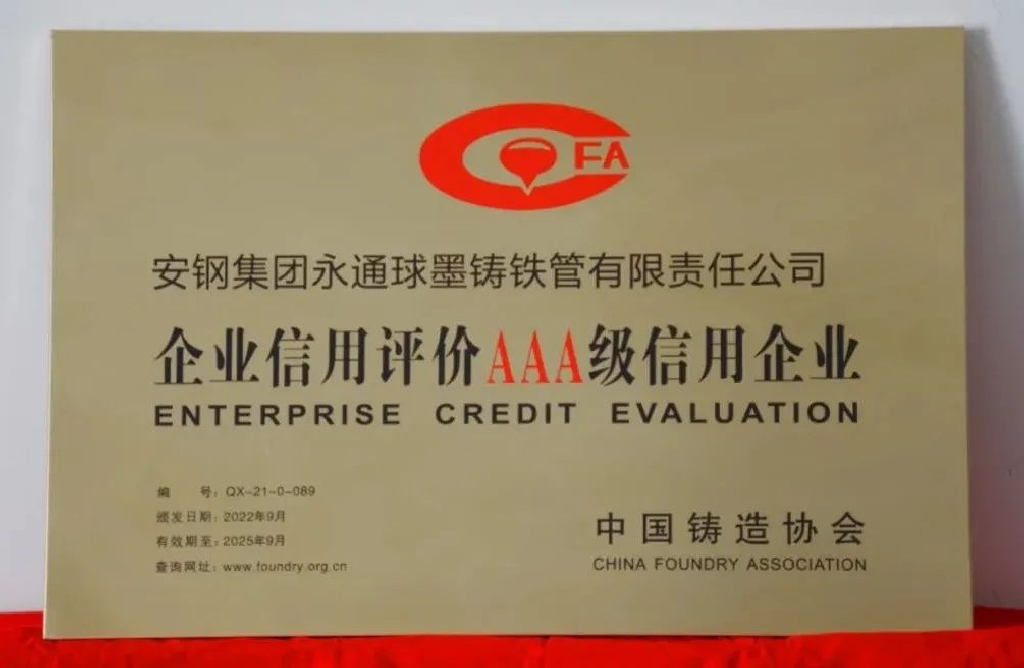 FA
安钢集团永通球墨铸铁管有限责任公司
企业信用评价AAA级信用企业
ENTERPRISE CREDIT EVALUATION
编 号：QX-21-0-089
颁发日期：2022年9月
有效期至：2025年9月
查询网址：www.foundry.org.cn
中国铸造协会
CHINA FOUNDRY ASSOCIATION